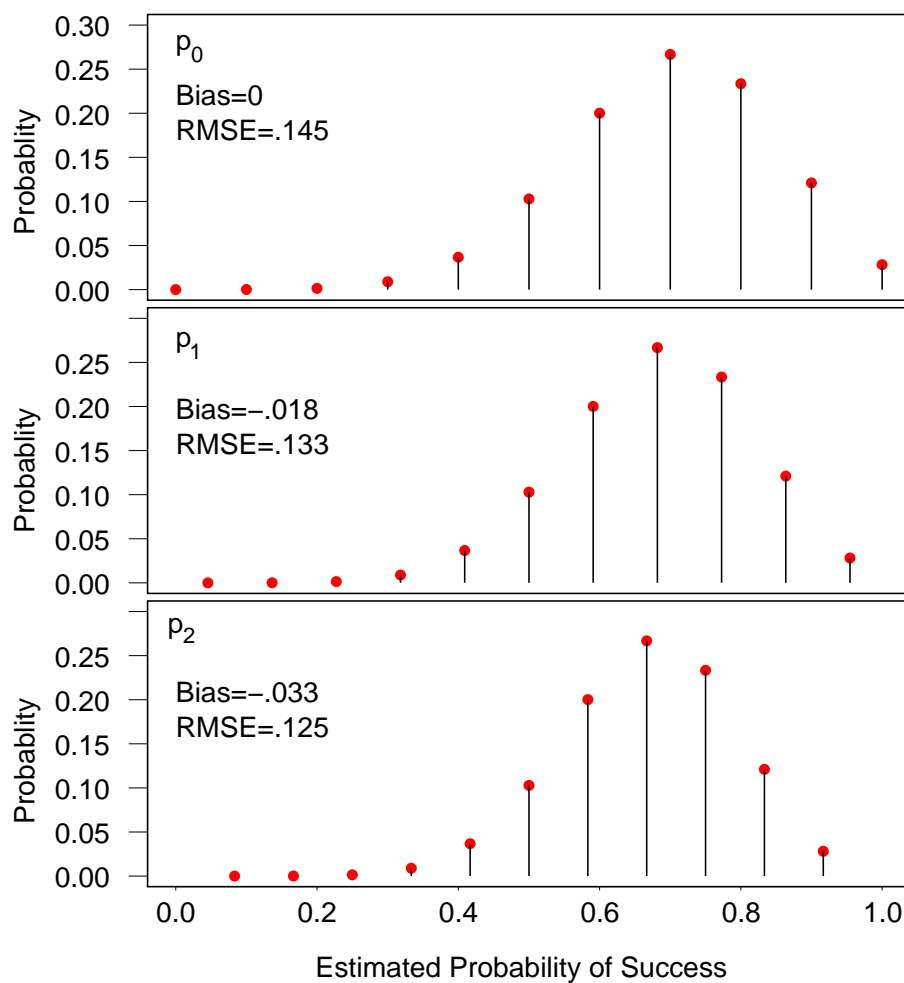 p0
Bias=0
RMSE=.145
Probablity
0.30
0.25
0.20
0.15
0.10
0.05
0.00
p1
Bias=−.018
RMSE=.133
Probablity
0.25
0.20
0.15
0.10
0.05
0.00
p2
Bias=−.033
RMSE=.125
Probablity
0.25
0.20
0.15
0.10
0.05
0.00
0.0 0.2 0.4 0.6 0.8 1.0
Estimated Probability of Success